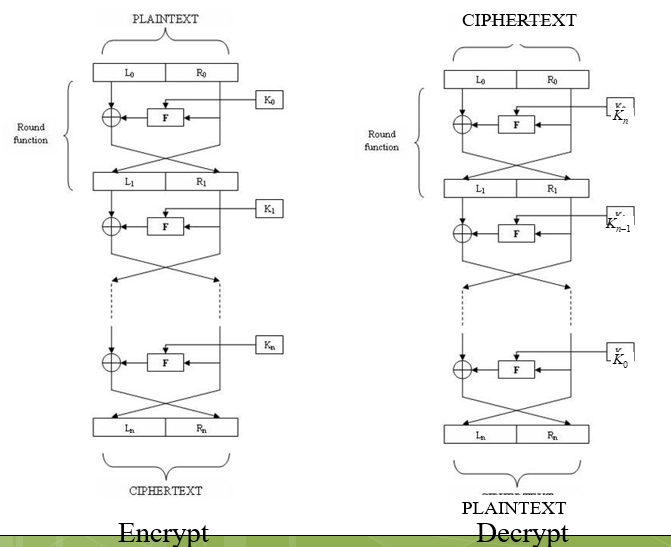 PLAINTEXT
L₀ R₀
K₀
F
Round
function
L₁ R₁
K₁
F
Kₙ
F
Lₙ Rₙ
CIPHERTEXT
Encrypt
CIPHERTEXT
L₀ R₀
Kₙ
F
Round
function
L₁ R₁
Kₙ₋₁
F
K₀
F
Lₙ Rₙ
PLAINTEXT
Decrypt